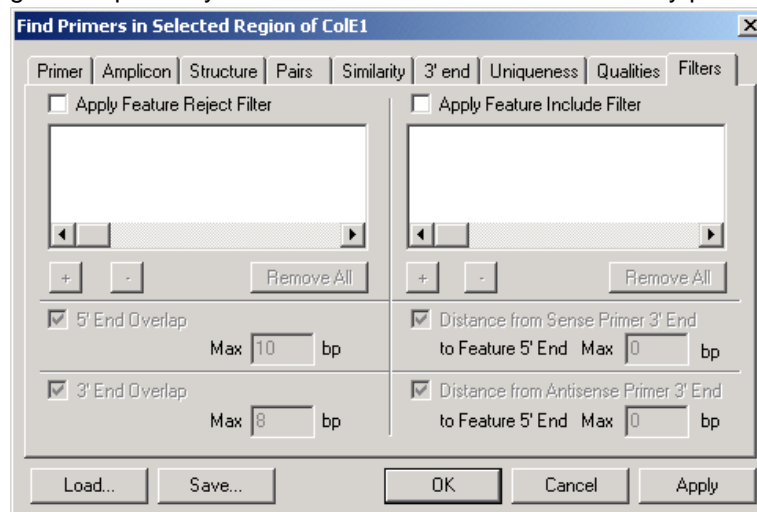 Find Primers in Selected Region of ColE1
Primer Amplicon Structure Pairs Similarity 3' end Uniqueness Qualities Filters
Apply Feature Reject Filter
Apply Feature Include Filter
+ - Remove All
+ - Remove All
5' End Overlap
Max 10 bp
3' End Overlap
Max 8 bp
Distance from Sense Primer 3' End
to Feature 5' End Max 0 bp
Distance from Antisense Primer 3' End
to Feature 5' End Max 0 bp
Load... Save... OK Cancel Apply